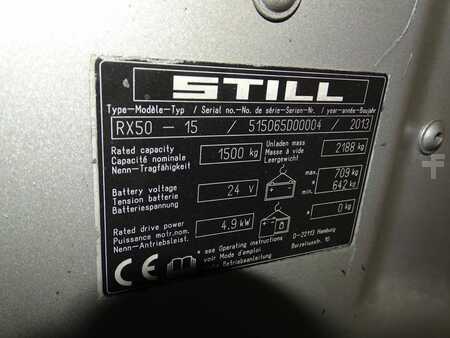 STILL
Type-Modèle-Typ / Serial no.-No. de série-Serien-Nr. / year-année-Baujahr
RX50 - 15 / 515065D00004 / 2013
Rated capacity
Capacité nominale
Nenn-Tragfähigkeit
1500 kg
Unladen mass
Masse à vide
Leergewicht
2188 kg
Battery voltage
Tension batterie
Batteriespannung
24 V
max. 709 kg
* min. 642 kg
Rated drive power
Puissance motr.nom.
Nenn-Antriebsleist.
4.9 kW
* 0 kg
* see Operating instructions
voir Mode d'emploi
Betriebsanleitung
D-22113 Hamburg
Berzeliusstr. 10
CE
F